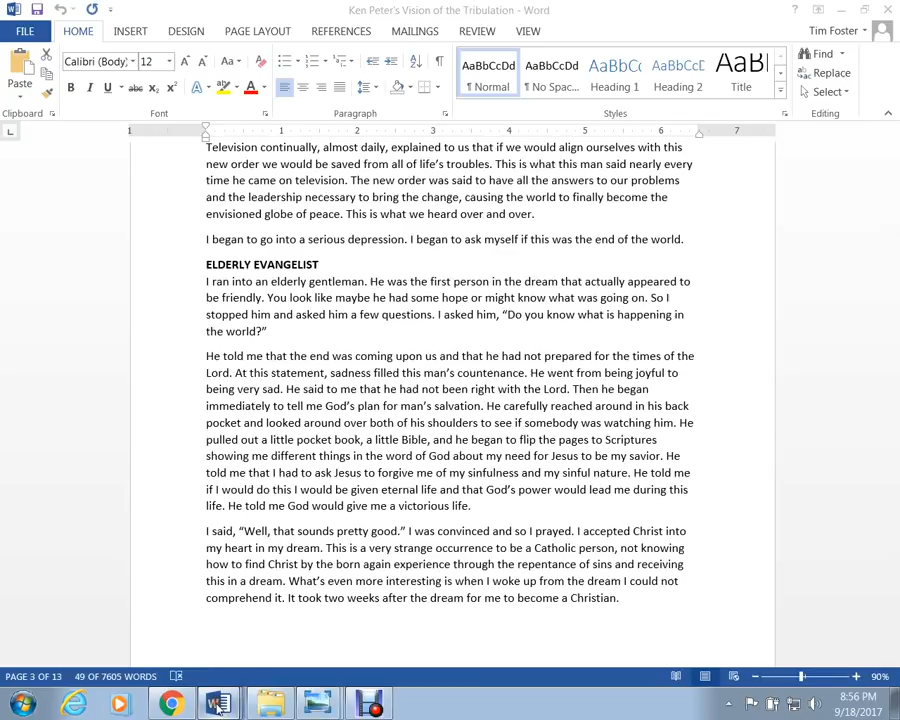 Ken Peter's Vision of the Tribulation - Word
FILE HOME INSERT DESIGN PAGE LAYOUT REFERENCES MAILINGS REVIEW VIEW Tim Foster
Calibri (Body) 12 Find
Paste Replace
Select
AaBbCcDd AaBbCcDd AaBbCc AaBbCcD AaBb
¶ Normal ¶ No Spac... Heading 1 Heading 2 Title
Clipboard Font Paragraph Styles Editing
1 1 2 3 4 5 6 7
Television continually, almost daily, explained to us that if we would align ourselves with this
new order we would be saved from all of life’s troubles. This is what this man said nearly every
time he came on television. The new order was said to have all the answers to our problems
and the leadership necessary to bring the change, causing the world to finally become the
envisioned globe of peace. This is what we heard over and over.
I began to go into a serious depression. I began to ask myself if this was the end of the world.
ELDERLY EVANGELIST
I ran into an elderly gentleman. He was the first person in the dream that actually appeared to
be friendly. You look like maybe he had some hope or might know what was going on. So I
stopped him and asked him a few questions. I asked him, “Do you know what is happening in
the world?”
He told me that the end was coming upon us and that he had not prepared for the times of the
Lord. At this statement, sadness filled this man’s countenance. He went from being joyful to
being very sad. He said to me that he had not been right with the Lord. Then he began
immediately to tell me God’s plan for man’s salvation. He carefully reached around in his back
pocket and looked around over both of his shoulders to see if somebody was watching him. He
pulled out a little pocket book, a little Bible, and he began to flip the pages to Scriptures
showing me different things in the word of God about my need for Jesus to be my savior. He
told me that I had to ask Jesus to forgive me of my sinfulness and my sinful nature. He told me
if I would do this I would be given eternal life and that God’s power would lead me during this
life. He told me God would give me a victorious life.
I said, “Well, that sounds pretty good.” I was convinced and so I prayed. I accepted Christ into
my heart in my dream. This is a very strange occurrence to be a Catholic person, not knowing
how to find Christ by the born again experience through the repentance of sins and receiving
this in a dream. What’s even more interesting is when I woke up from the dream I could not
comprehend it. It took two weeks after the dream for me to become a Christian.
PAGE 3 OF 13 49 OF 7605 WORDS 90%
8:56 PM
9/18/2017